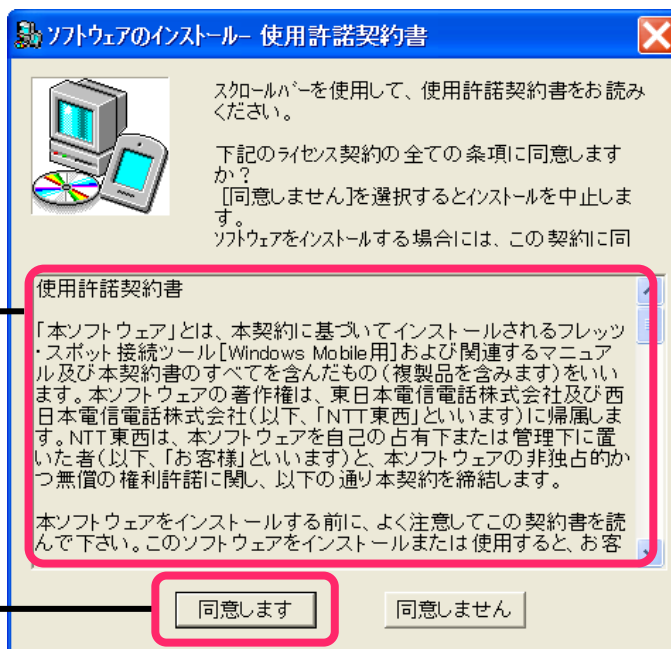 ソフトウェアのインストール- 使用許諾契約書
スクロールバーを使用して、使用許諾契約書をお読み
ください。
下記のライセンス契約の全ての条項に同意します
か?
[同意しません]を選択するとインストールを中止しま
す。
ソフトウェアをインストールする場合には、この契約に同
使用許諾契約書
「本ソフトウェア」とは、本契約に基づいてインストールされるフレッツ
・スポット接続ツール[Windows Mobile用]および関連するマニュア
ル及び本契約書のすべてを含んだもの(複製品を含みます)をいい
ます。本ソフトウェアの著作権は、東日本電信電話株式会社及び西
日本電信電話株式会社(以下、「NTT東西」といいます)に帰属しま
す。NTT東西は、本ソフトウェアを自己の占有下または管理下に置
いた者(以下、「お客様」といいます)と、本ソフトウェアの非独占的か
つ無償の権利許諾に関し、以下の通り本契約を締結します。
本ソフトウェアをインストールする前に、よく注意してこの契約書を読
んで下さい。このソフトウェアをインストールまたは使用すると、お客
同意します
同意しません